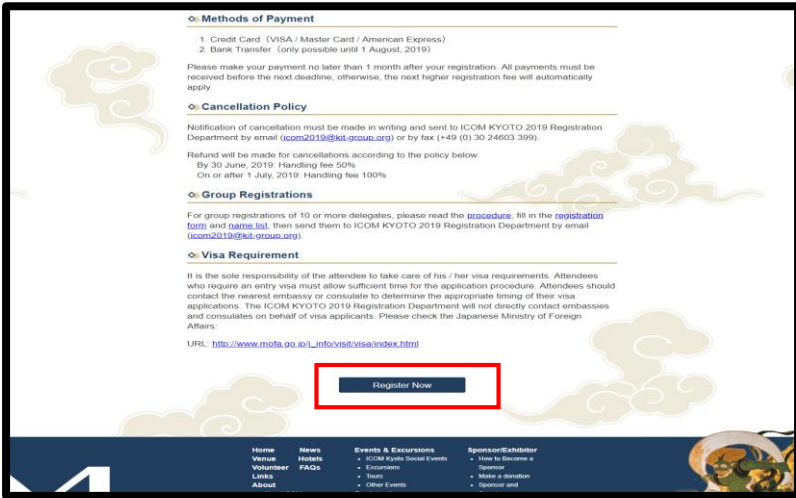 Methods of Payment
1. Credit Card（VISA / Master Card / American Express）
2. Bank Transfer（only possible until 1 August, 2019）
Please make your payment no later than 1 month after your registration. All payments must be
received before the next deadline, otherwise, the next higher registration fee will automatically
apply.
Cancellation Policy
Notification of cancellation must be made in writing and sent to ICOM KYOTO 2019 Registration
Department by email (icom2019@kit-group.org) or by fax (+49 (0) 30 24603 399).
Refund will be made for cancellations according to the policy below.
By 30 June, 2019: Handling fee 50%
On or after 1 July, 2019: Handling fee 100%
Group Registrations
For group registrations of 10 or more delegates, please read the procedure, fill in the registration
form and name list, then send them to ICOM KYOTO 2019 Registration Department by email
(icom2019@kit-group.org).
Visa Requirement
It is the sole responsibility of the attendee to take care of his / her visa requirements. Attendees
who require an entry visa must allow sufficient time for the application procedure. Attendees should
contact the nearest embassy or consulate to determine the appropriate timing of their visa
applications. The ICOM KYOTO 2019 Registration Department will not directly contact embassies
and consulates on behalf of visa applicants. Please check the Japanese Ministry of Foreign
Affairs:
URL: http://www.mofa.go.jp/j_info/visit/visa/index.html
Register Now
Home News Events & Excursions Sponsor/Exhibitor
Venue Hotels • ICOM Kyoto Social Events • How to Become a
Volunteer FAQs • Excursions Sponsor
Links • Tours • Make a donation
About • Other Events • Sponsor and